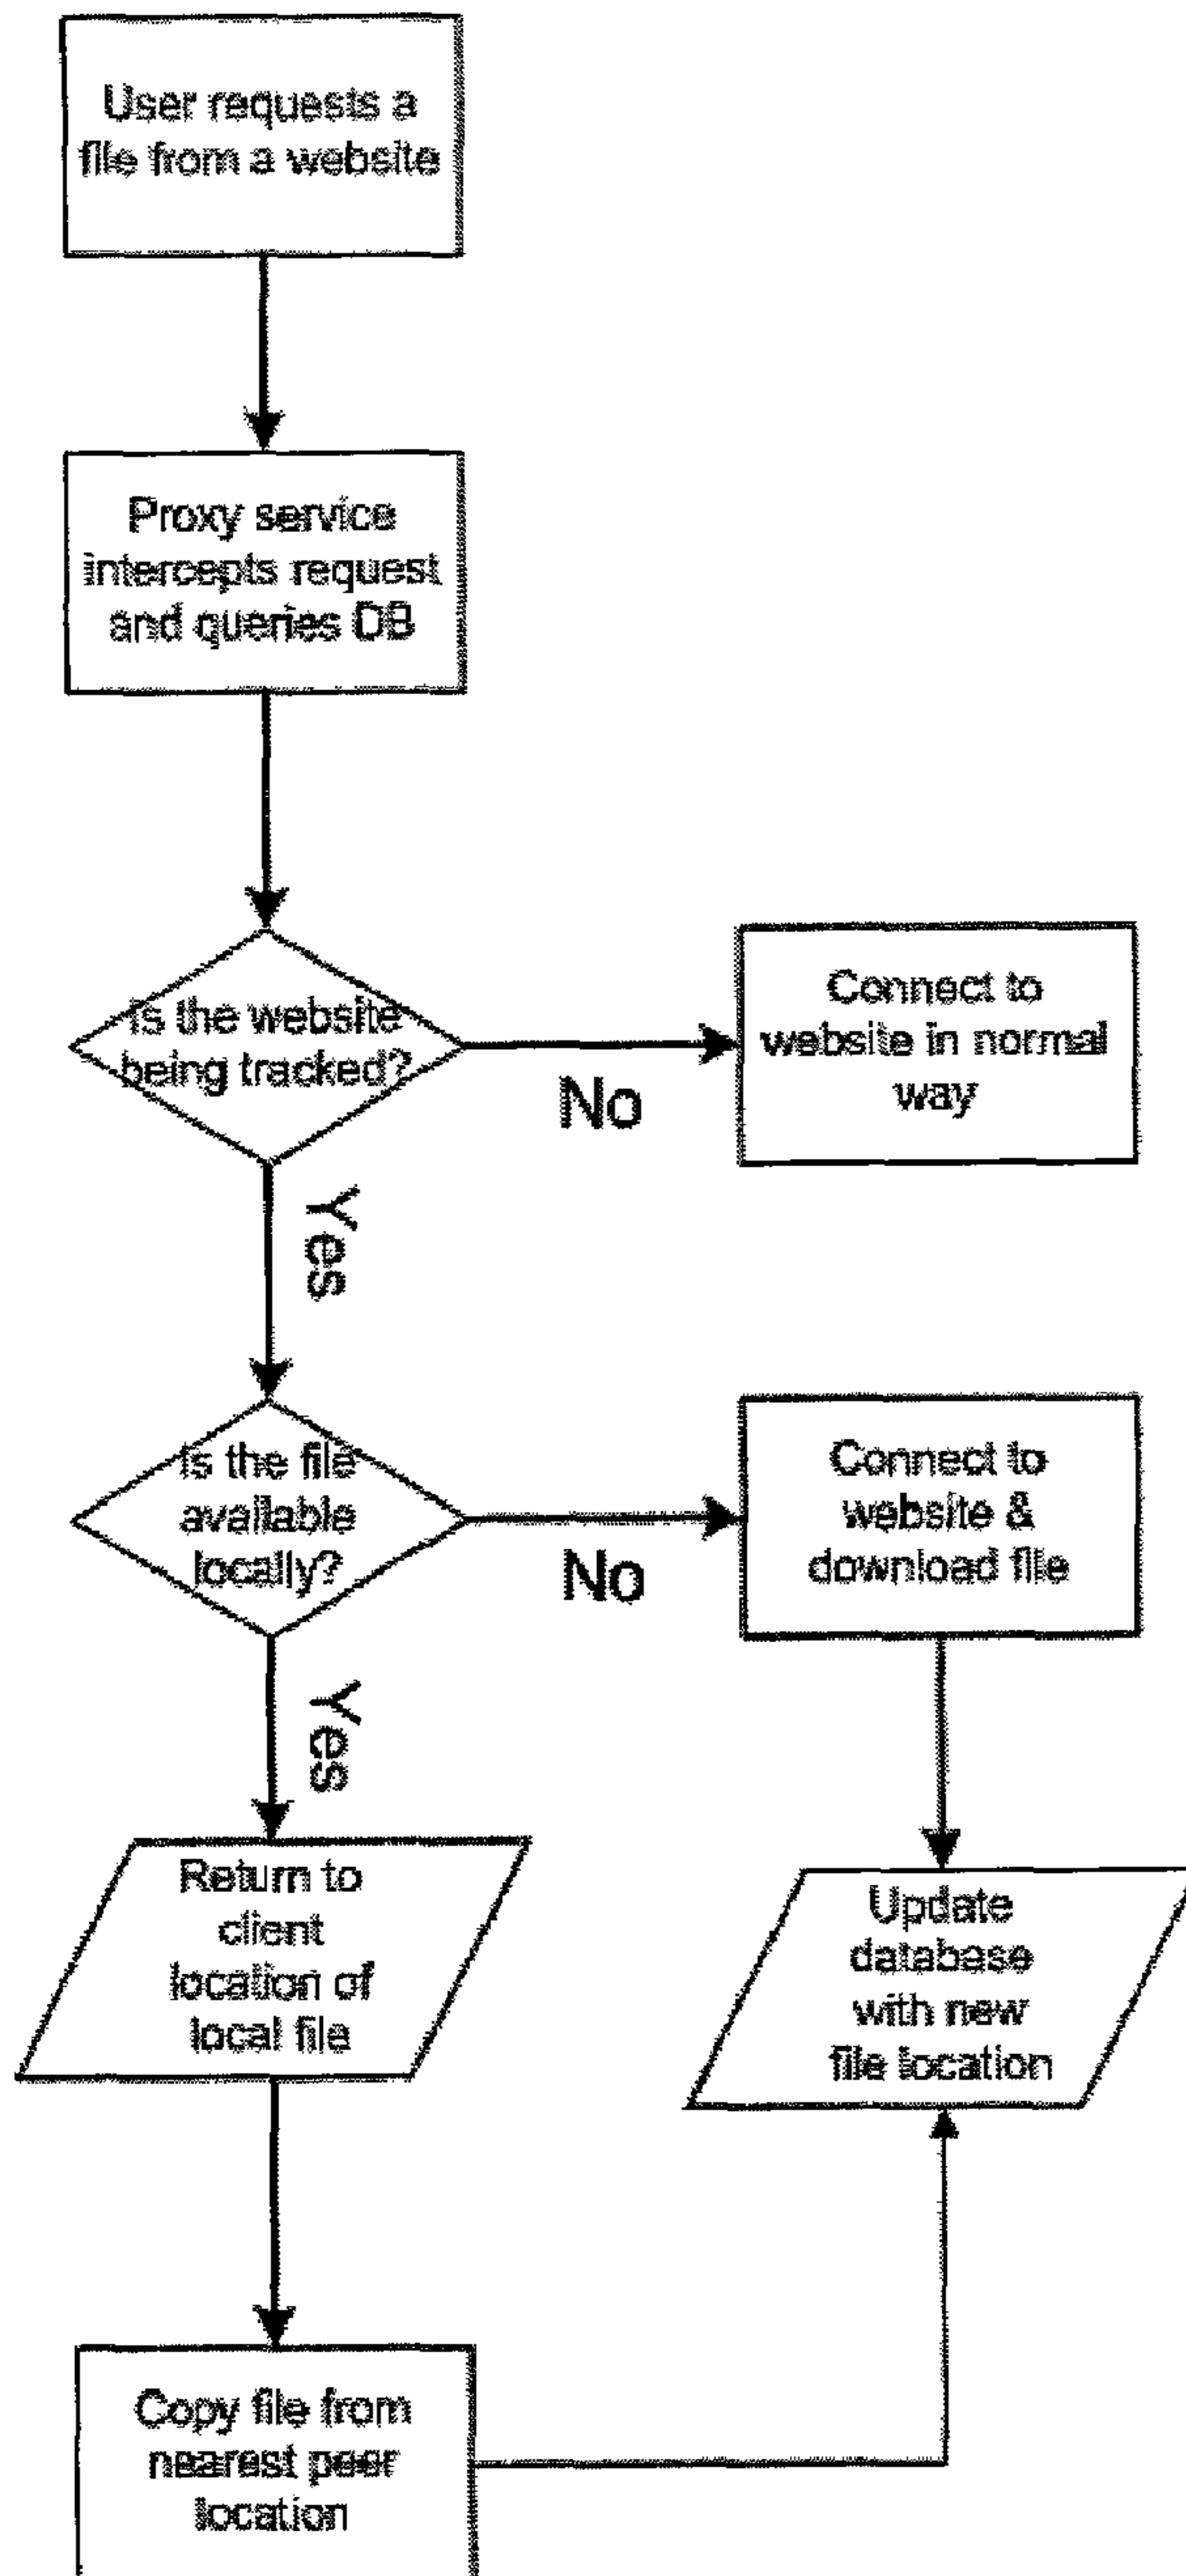 User requests a
file from a website
Proxy service
intercepts request
and queries DB
Is the website
being tracked?
No
Connect to
website in normal
way
Yes
Is the file
available
locally?
No
Connect to
website &
download file
Yes
Return to
client
location of
local file
Update
database
with new
file location
Copy file from
nearest peer
location